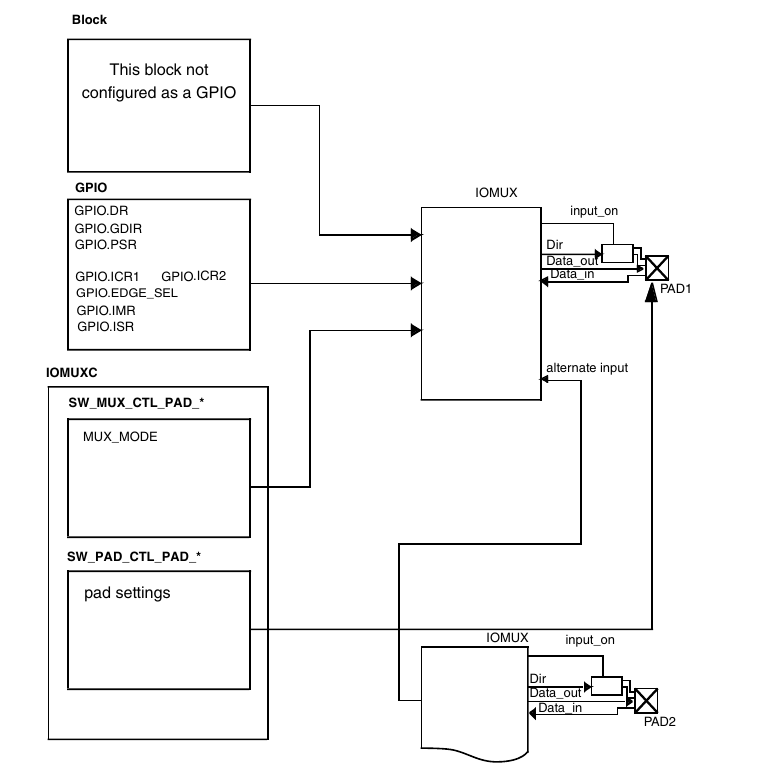 Block
This block not
configured as a GPIO
GPIO
GPIO.DR
GPIO.GDIR
GPIO.PSR
GPIO.ICR1 GPIO.ICR2
GPIO.EDGE_SEL
GPIO.IMR
GPIO.ISR
IOMUXC
SW_MUX_CTL_PAD_*
MUX_MODE
SW_PAD_CTL_PAD_*
pad settings
IOMUX
input_on
Dir
Data_out
Data_in
PAD1
alternate input
IOMUX
input_on
Dir
Data_out
Data_in
PAD2